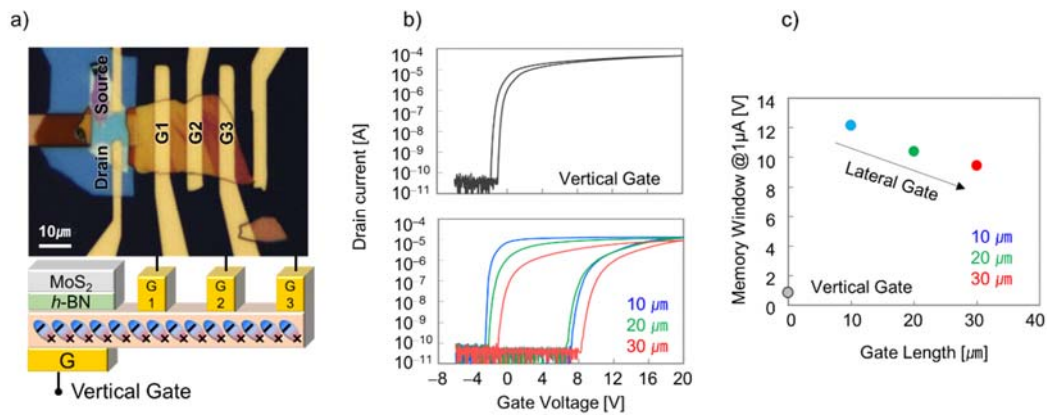 a)
Source
Drain
G1
G2
G3
10㎛
MoS₂
h-BN
G
1
G
2
G
3
G
Vertical Gate
b)
Drain current [A]
10⁻⁴
10⁻⁵
10⁻⁶
10⁻⁷
10⁻⁸
10⁻⁹
10⁻¹⁰
10⁻¹¹
Vertical Gate
10⁻⁴
10⁻⁵
10⁻⁶
10⁻⁷
10⁻⁸
10⁻⁹
10⁻¹⁰
10⁻¹¹
10 ㎛
20 ㎛
30 ㎛
−8 −4 0 4 8 12 16 20
Gate Voltage [V]
c)
Memory Window @1µA [V]
14
12
10
8
6
4
2
0
Lateral Gate
10 ㎛
20 ㎛
30 ㎛
Vertical Gate
0 10 20 30 40
Gate Length [㎛]